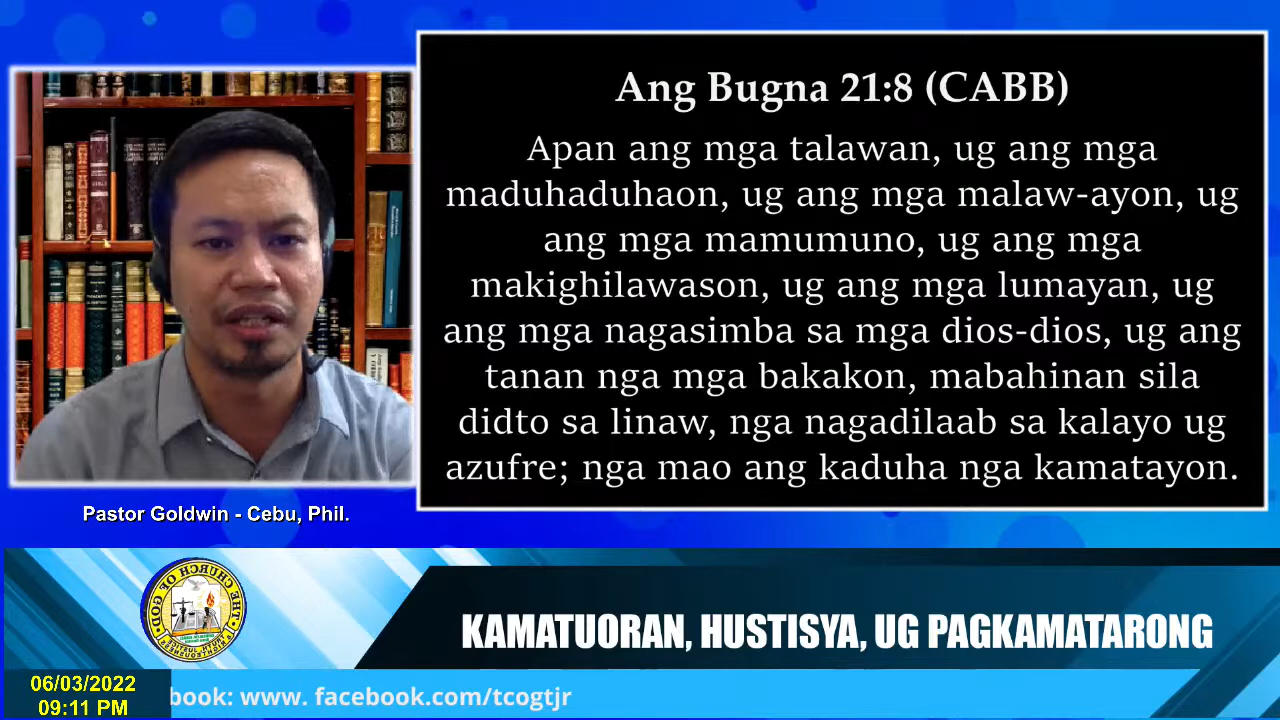 Ang Bugna 21:8 (CABB)
Apan ang mga talawan, ug ang mga
maduhaduhaon, ug ang mga malaw-ayon, ug
ang mga mamumuno, ug ang mga
makighilawason, ug ang mga lumayan, ug
ang mga nagasimba sa mga dios-dios, ug ang
tanan nga mga bakakon, mabahinan sila
didto sa linaw, nga nagadilaab sa kalayo ug
azufre; nga mao ang kaduha nga kamatayon.
Pastor Goldwin - Cebu, Phil.
THE CHURCH OF GOD
KAMATUORAN, HUSTISYA, UG PAGKAMATARONG
06/03/2022
09:11 PM
book: www. facebook.com/tcogtjr